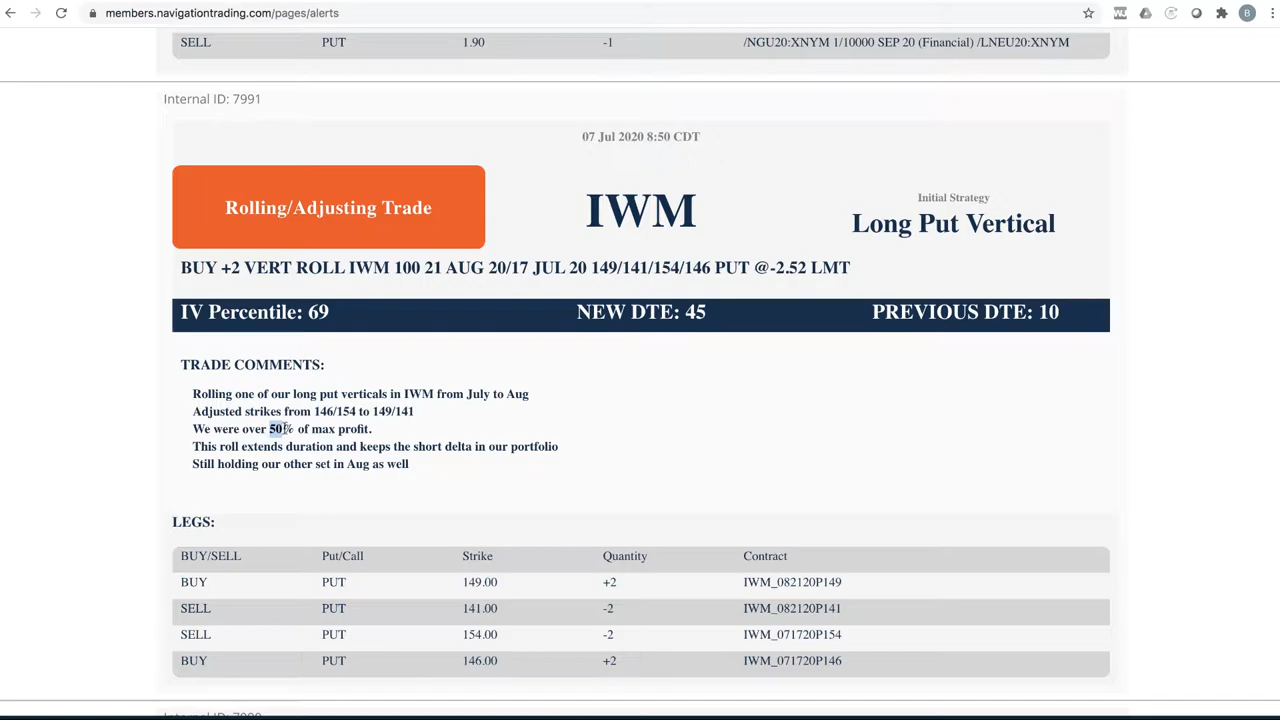 members.navigationtrading.com/pages/alerts
B
SELL PUT 1.90 -1 /NGU20:XNYM 1/10000 SEP 20 (Financial) /LNEU20:XNYM
Internal ID: 7991
07 Jul 2020 8:50 CDT
Rolling/Adjusting Trade
IWM
Initial Strategy
Long Put Vertical
BUY +2 VERT ROLL IWM 100 21 AUG 20/17 JUL 20 149/141/154/146 PUT @-2.52 LMT
IV Percentile: 69 NEW DTE: 45 PREVIOUS DTE: 10
TRADE COMMENTS:
Rolling one of our long put verticals in IWM from July to Aug
Adjusted strikes from 146/154 to 149/141
We were over 50% of max profit.
This roll extends duration and keeps the short delta in our portfolio
Still holding our other set in Aug as well
LEGS:
BUY/SELL Put/Call Strike Quantity Contract
BUY PUT 149.00 +2 IWM_082120P149
SELL PUT 141.00 -2 IWM_082120P141
SELL PUT 154.00 -2 IWM_071720P154
BUY PUT 146.00 +2 IWM_071720P146
Internal ID: